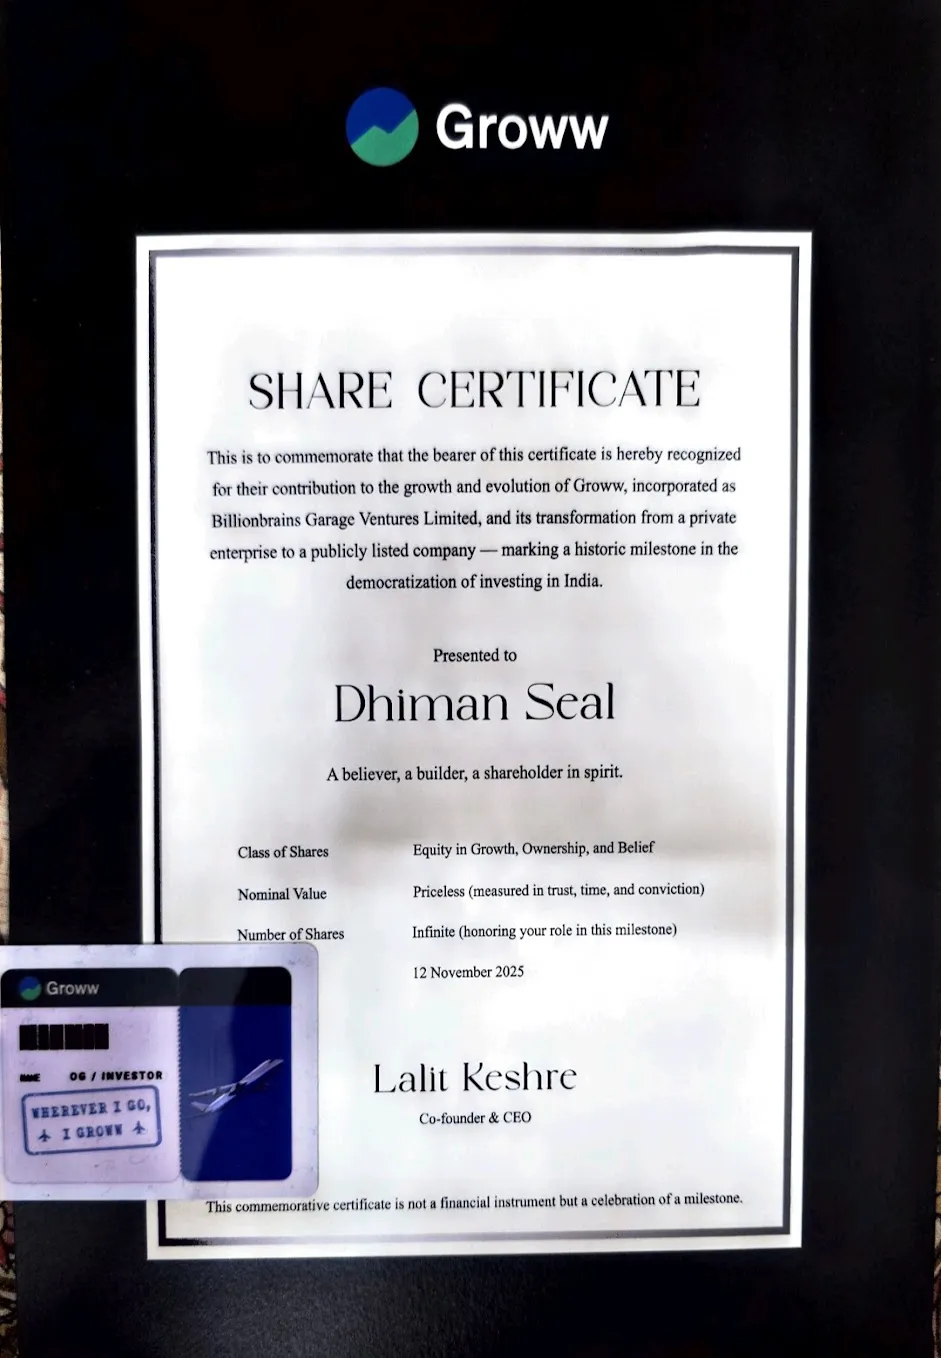 Groww
SHARE CERTIFICATE
This is to commemorate that the bearer of this certificate is hereby recognized
for their contribution to the growth and evolution of Groww, incorporated as
Billionbrains Garage Ventures Limited, and its transformation from a private
enterprise to a publicly listed company — marking a historic milestone in the
democratization of investing in India.
Presented to
Dhiman Seal
A believer, a builder, a shareholder in spirit.
Class of Shares Equity in Growth, Ownership, and Belief
Nominal Value Priceless (measured in trust, time, and conviction)
Number of Shares Infinite (honoring your role in this milestone)
12 November 2025
Lalit Keshre
Co-founder & CEO
This commemorative certificate is not a financial instrument but a celebration of a milestone.
Groww
NAME OG / INVESTOR
WHEREVER I GO,
I GROWW